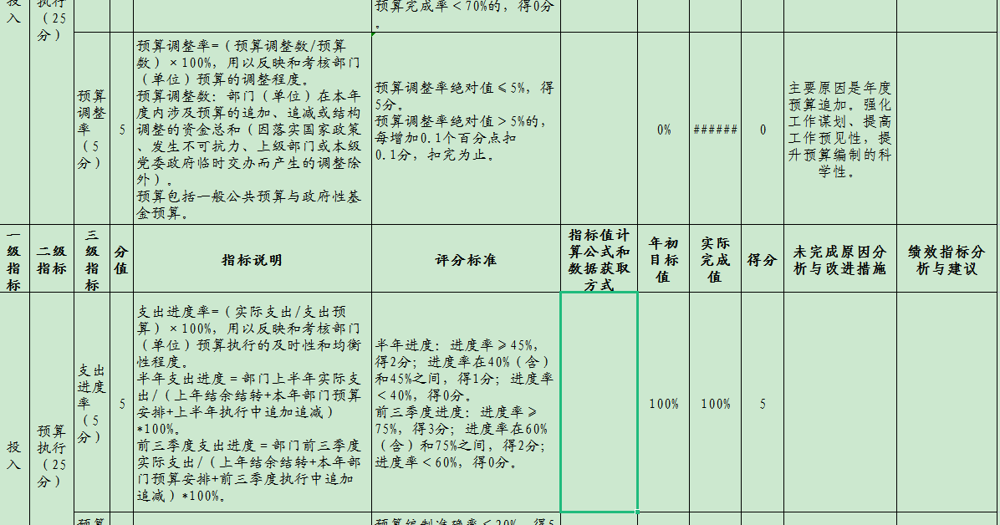 投
入
执行
（25
分）
预算完成率＜70%的，得0分
。
预算
调整
率
（5
分）
5
预算调整率=（预算调整数/预算
数）×100%，用以反映和考核部门
（单位）预算的调整程度。
预算调整数：部门（单位）在本年
度内涉及预算的追加、追减或结构
调整的资金总和（因落实国家政策
、发生不可抗力、上级部门或本级
党委政府临时交办而产生的调整除
外）。
预算包括一般公共预算与政府性基
金预算。
预算调整率绝对值≤5%，得
5分。
预算调整率绝对值＞5%的，
每增加0.1个百分点扣
0.1分，扣完为止。
0%
######
0
主要原因是年度
预算追加。强化
工作谋划、提高
工作预见性，提
升预算编制的科
学性。
一
级
指
标
二级
指标
三
级
指
标
分
值
指标说明
评分标准
指标值计
算公式和
数据获取
方式
年初
目标
值
实际
完成
值
得分
未完成原因分
析与改进措施
绩效指标分
析与建议
投
入
预算
执行
（25
分）
支出
进度
率
（5
分）
5
支出进度率=（实际支出/支出预
算）×100%，用以反映和考核部门
（单位）预算执行的及时性和均衡
性程度。
半年支出进度＝部门上半年实际支
出/（上年结余结转+本年部门预算
安排+上半年执行中追加追减）
*100%。
前三季度支出进度＝部门前三季度
实际支出/（上年结余结转+本年部
门预算安排+前三季度执行中追加
追减）*100%。
半年进度：进度率≥45%，
得2分；进度率在40%（含）
和45%之间，得1分；进度率
＜40%，得0分。
前三季度进度：进度率≥
75%，得3分；进度率在60%
（含）和75%之间，得2分；
进度率＜60%，得0分。
100%
100%
5
预算
预算编制准确率≤20%，得5